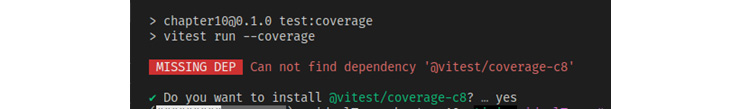 > chapter10@0.1.0 test:coverage
> vitest run --coverage
MISSING DEP Can not find dependency '@vitest/coverage-c8'
✔ Do you want to install @vitest/coverage-c8? … yes